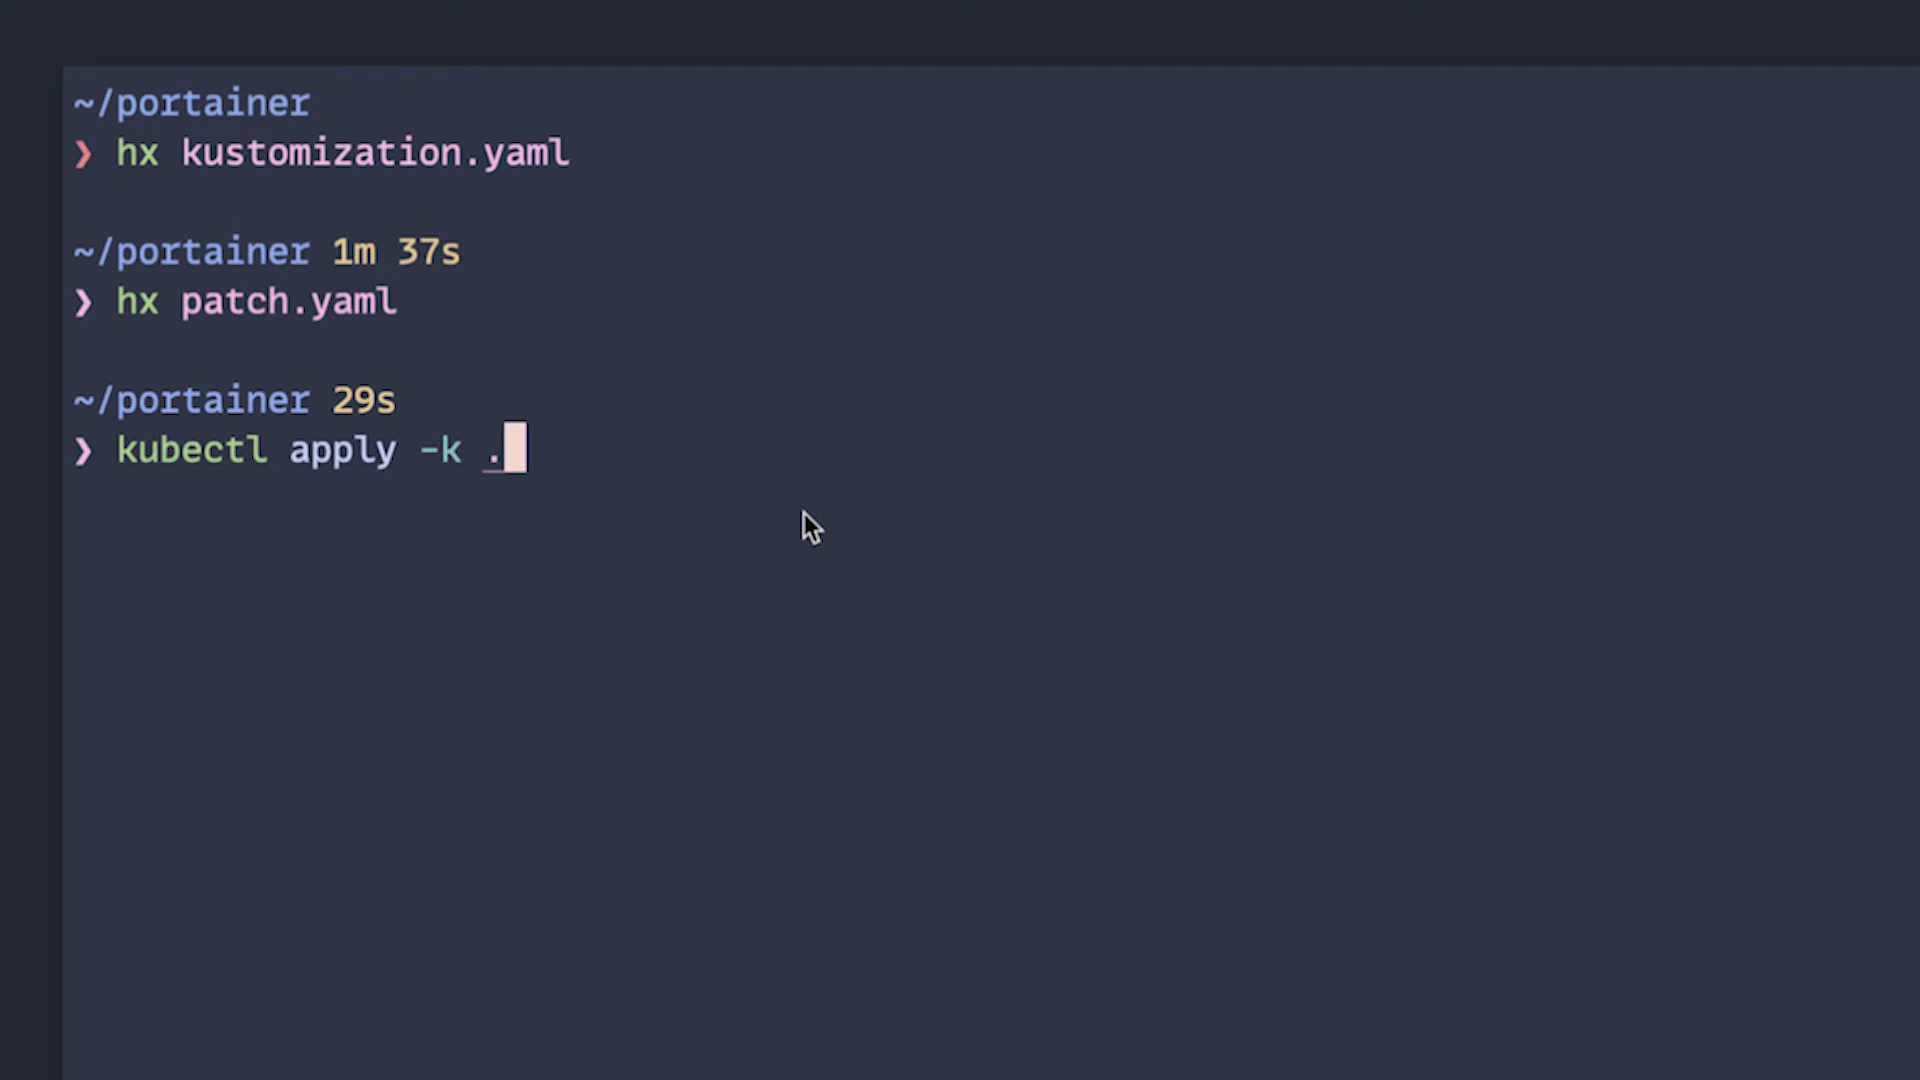 ~/portainer
❯ hx kustomization.yaml
~/portainer 1m 37s
❯ hx patch.yaml
~/portainer 29s
❯ kubectl apply -k .